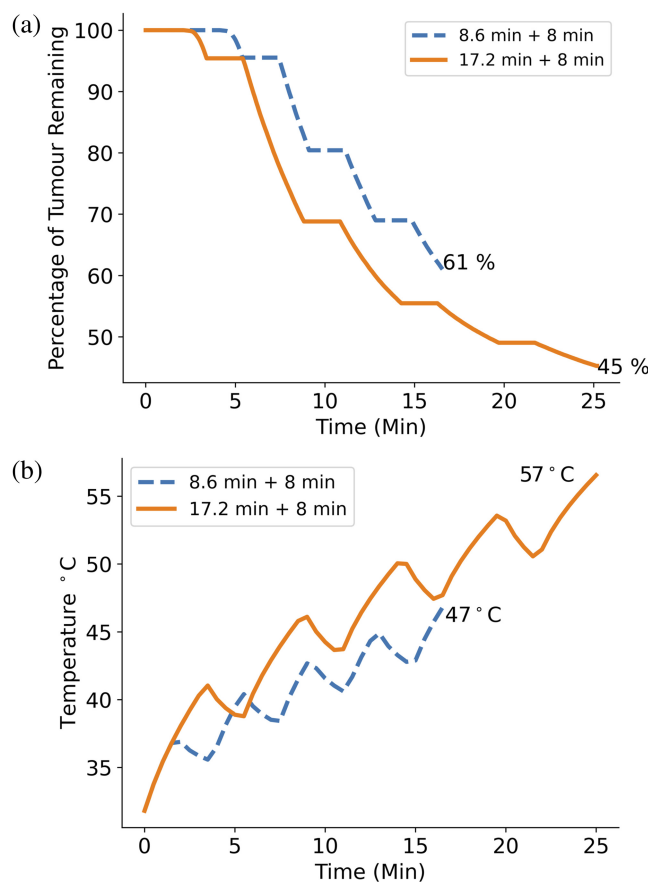 (a)
100
90
80
70
60
50
Percentage of Tumour Remaining
8.6 min + 8 min
17.2 min + 8 min
61 %
45 %
0 5 10 15 20 25
Time (Min)
(b)
55
50
45
40
35
Temperature °C
8.6 min + 8 min
17.2 min + 8 min
57°C
47°C
0 5 10 15 20 25
Time (Min)